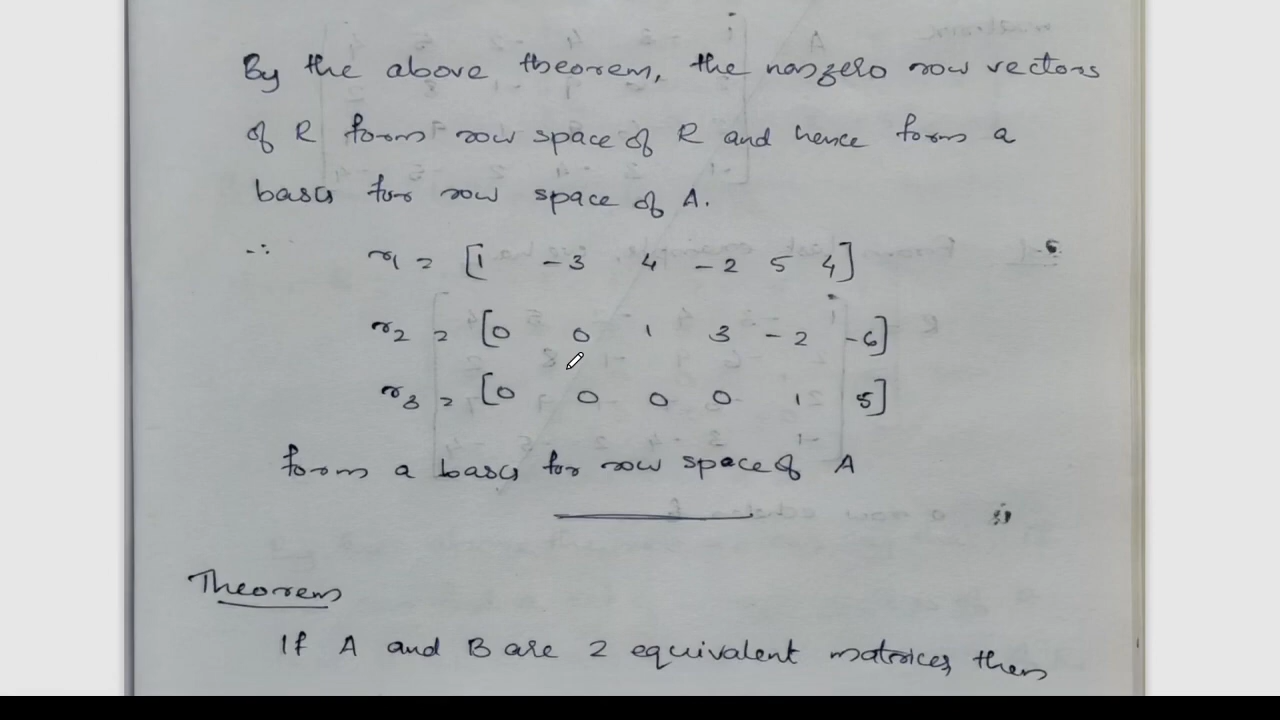 By the above theorem, the nonzero row vectors
of R form row space of R and hence form a
basis for row space of A.
∴ r1 = [1 -3 4 -2 5 4]
r2 = [0 0 1 3 -2 -6]
r3 = [0 0 0 0 1 5]
form a basis for row space of A
Theorem
If A and B are 2 equivalent matrices, then